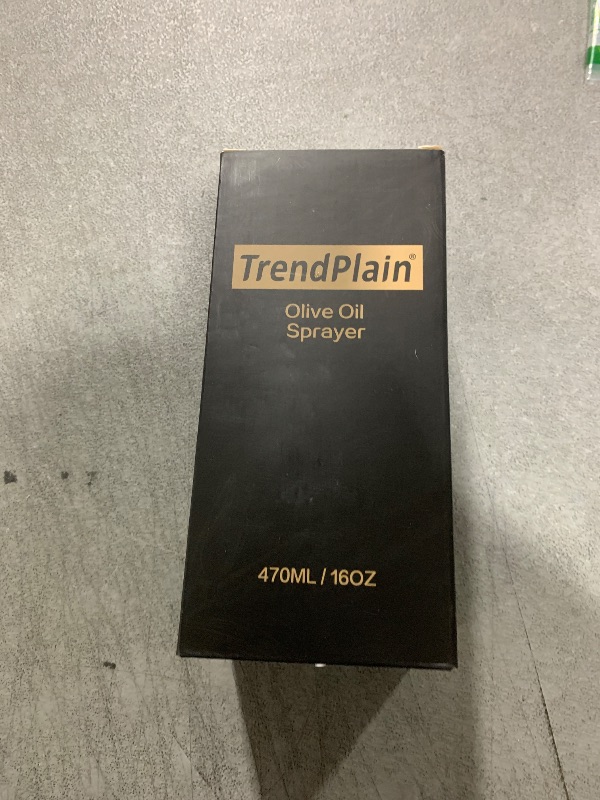 TrendPlain®
Olive Oil
Sprayer
470ML / 16OZ